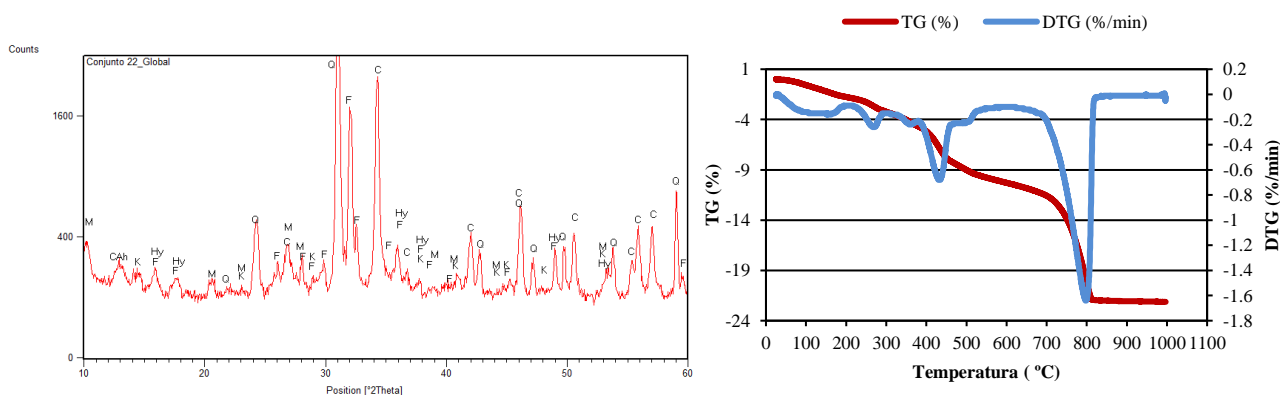 Counts
Conjunto 22_Global
1600
400
0
10
20
30
40
50
60
Position [°2Theta]
M
CAh
K
Hy
F
Hy
F
M
Q
M
K
Q
F
M
C
M
F
K
F
F
Q
F
F
C
F
Hy
F
C
Hy
F
K
M
F
F
M
K
C
Q
M
K
K
F
C
Q
Q
K
Hy
F
Q
C
M
K
Hy
Q
C
C
C
Q
F
TG (%)
DTG (%/min)
1
-4
-9
-14
-19
-24
TG (%)
0.2
0
-0.2
-0.4
-0.6
-0.8
-1
-1.2
-1.4
-1.6
-1.8
DTG (%/min)
0 100 200 300 400 500 600 700 800 900 1000 1100
Temperatura ( ºC)